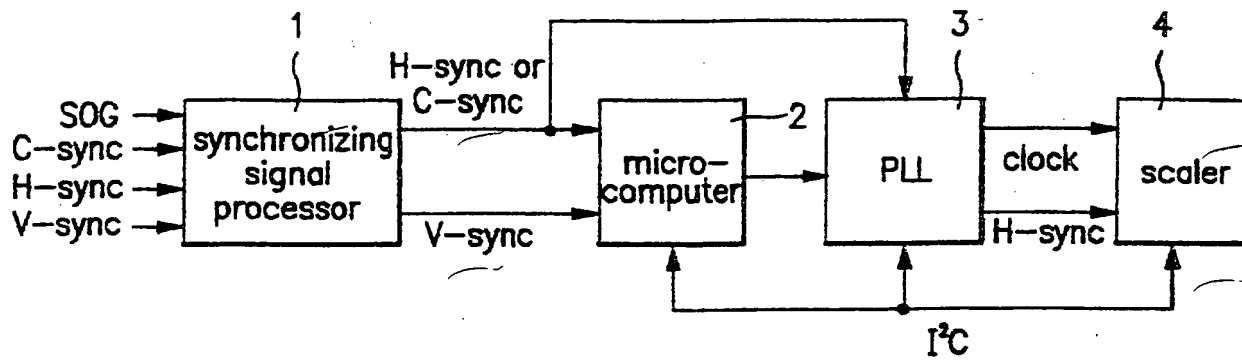 1
3
4
H-sync or
C-sync
SOG
C-sync
H-sync
V-sync
synchronizing
signal
processor
2
micro-
computer
PLL
clock
scaler
V-sync
H-sync
I²C